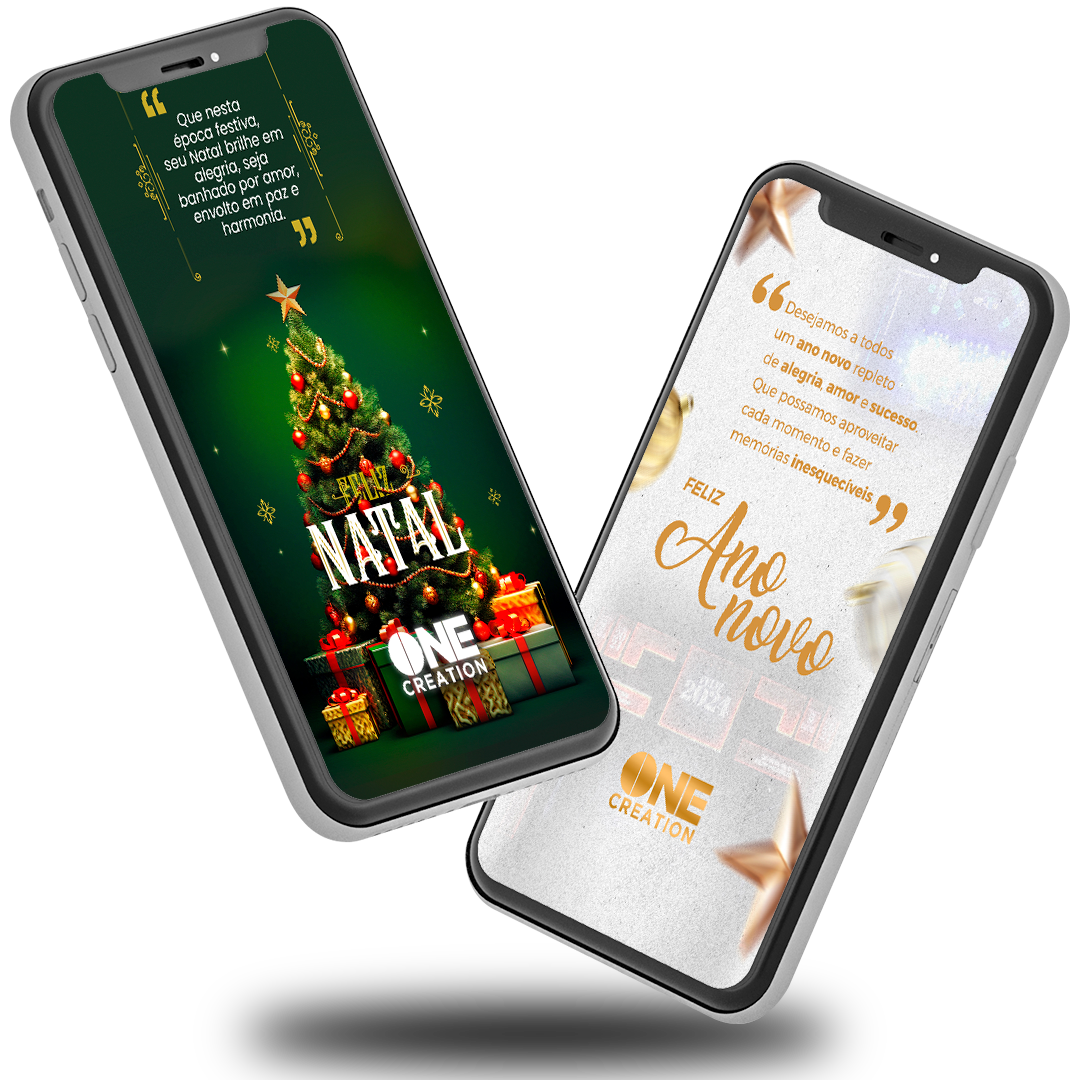 “
Que nesta
época festiva,
seu Natal brilhe em
alegria, seja
banhado por amor,
envolto em paz e
harmonia.
”
FELIZ
NATAL
ONE
CREATION
“
Desejamos a todos
um ano novo repleto
de alegria, amor e sucesso.
Que possamos aproveitar
cada momento e fazer
memórias inesquecíveis
”
FELIZ
Ano
novo
2024
ONE
CREATION